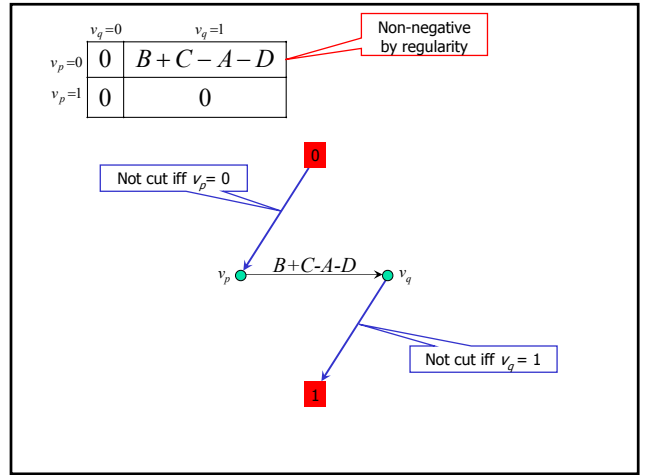 v_q=0 v_q=1
v_p=0 0 B + C − A − D
v_p=1 0 0
Non-negative
by regularity
0
Not cut iff v_p= 0
v_p B+C-A-D v_q
Not cut iff v_q = 1
1